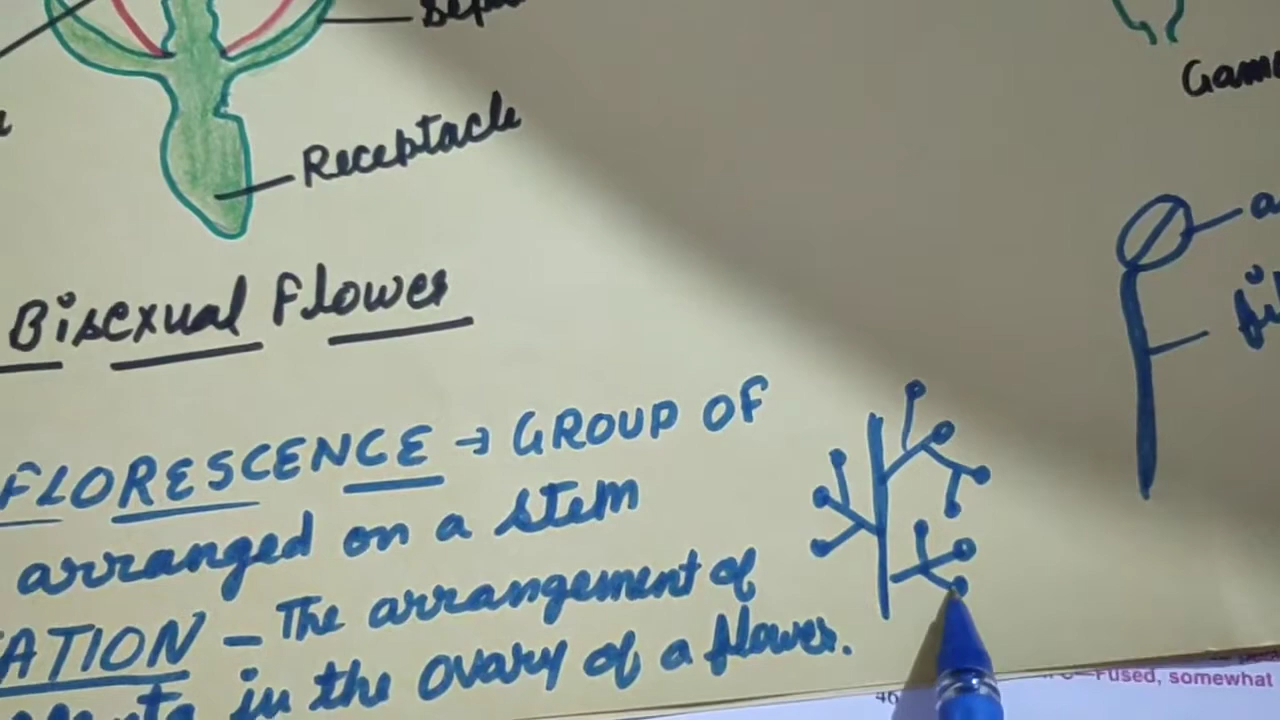 Receptacle
Bisexual Flower
FLORESCENCE → GROUP OF
arranged on a stem
ATION - The arrangement of
in the ovary of a flower.
Fused, somewhat
46